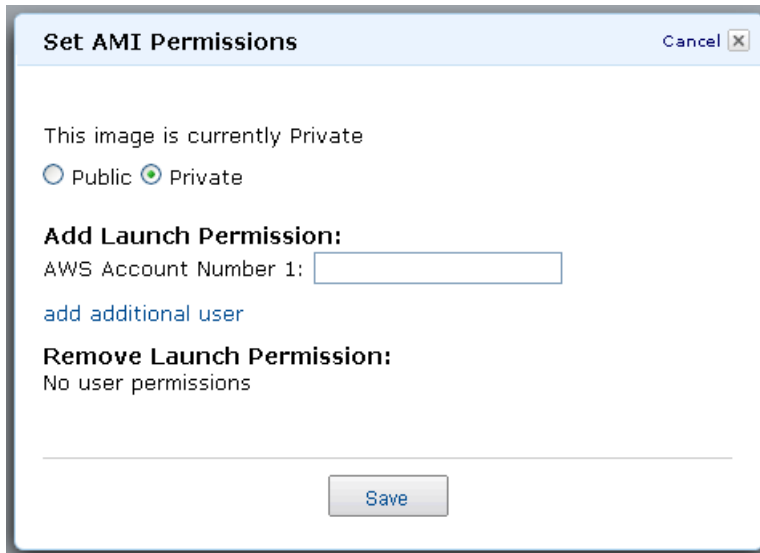 Set AMI Permissions Cancel
This image is currently Private
Public Private
Add Launch Permission:
AWS Account Number 1:
add additional user
Remove Launch Permission:
No user permissions
Save